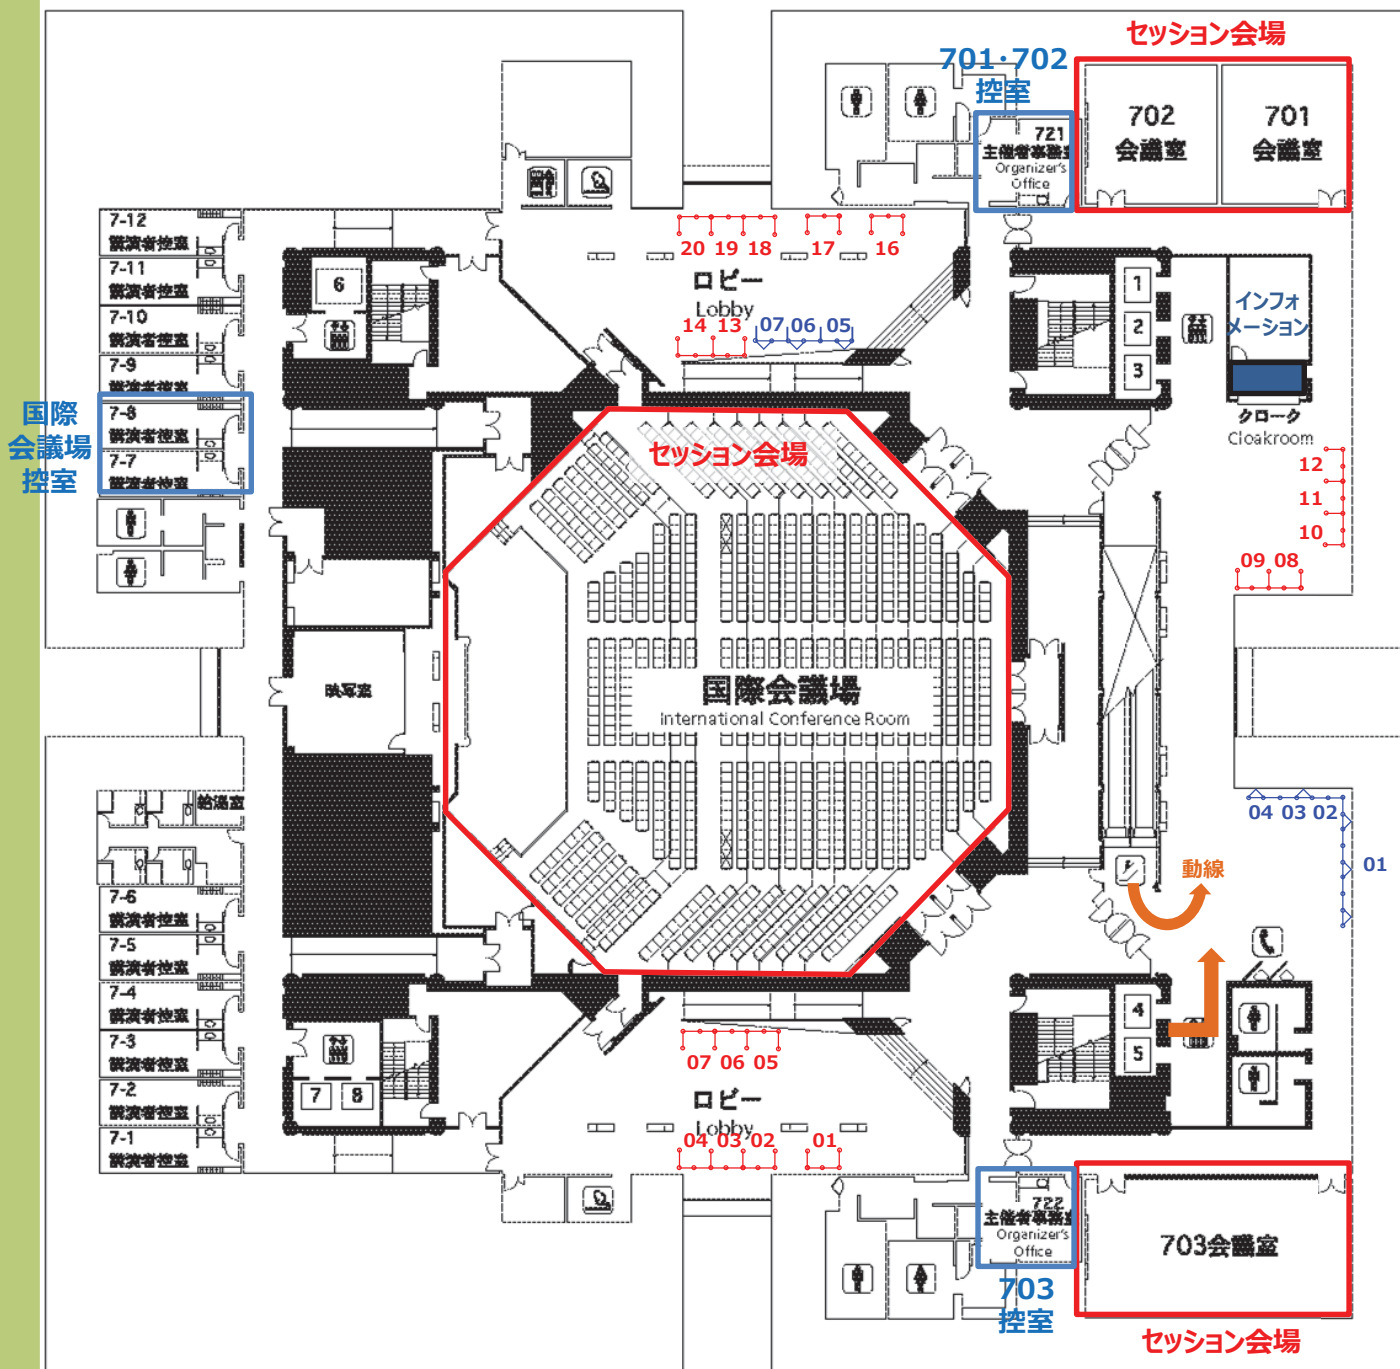 セッション会場
701・702
控室
702
会議室
701
会議室
721
主催者事務室
Organizer's
Office
7-12
講演者控室
7-11
講演者控室
7-10
講演者控室
7-9
講演者控室
7-8
講演者控室
7-7
講演者控室
国際
会議場
控室
6
20 19 18 17 16
ロビー
Lobby
14 13 07 06 05
1
2
3
インフォ
メーション
クローク
Cloakroom
セッション会場
12
11
10
09 08
映写室
国際会議場
International Conference Room
給湯室
04 03 02
01
動線
7-6
講演者控室
7-5
講演者控室
7-4
講演者控室
7-3
講演者控室
7-2
講演者控室
7-1
講演者控室
7 8
4
5
07 06 05
ロビー
Lobby
04 03 02 01
722
主催者事務室
Organizer's
Office
703
控室
703会議室
セッション会場